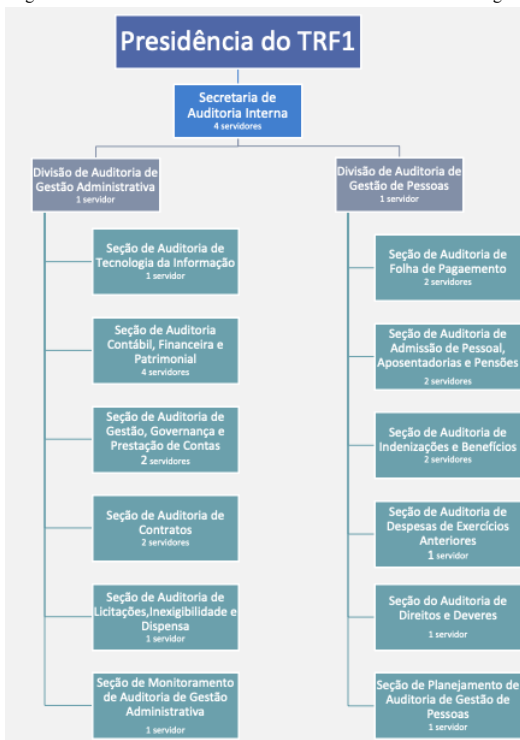 Presidência do TRF1
Secretaria de
Auditoria Interna
4 servidores
Divisão de Auditoria de
Gestão Administrativa
1 servidor
Seção de Auditoria de
Tecnologia da Informação
1 servidor
Seção de Auditoria
Contábil, Financeira e
Patrimonial
4 servidores
Seção de Auditoria de
Gestão, Governança e
Prestação de Contas
2 servidores
Seção de Auditoria de
Contratos
2 servidores
Seção de Auditoria de
Licitações,Inexigibilidade e
Dispensa
1 servidor
Seção de Monitoramento
de Auditoria de Gestão
Administrativa
1 servidor
Divisão de Auditoria de
Gestão de Pessoas
1 servidor
Seção de Auditoria de
Folha de Pagaemento
2 servidores
Seção de Auditoria de
Admissão de Pessoal,
Aposentadorias e Pensões
2 servidores
Seção de Auditoria de
Indenizações e Benefícios
2 servidores
Seção de Auditoria de
Despesas de Exercícios
Anteriores
1 servidor
Seção do Auditoria de
Direitos e Deveres
1 servidor
Seção de Planejamento de
Auditoria de Gestão de
Pessoas
1 servidor